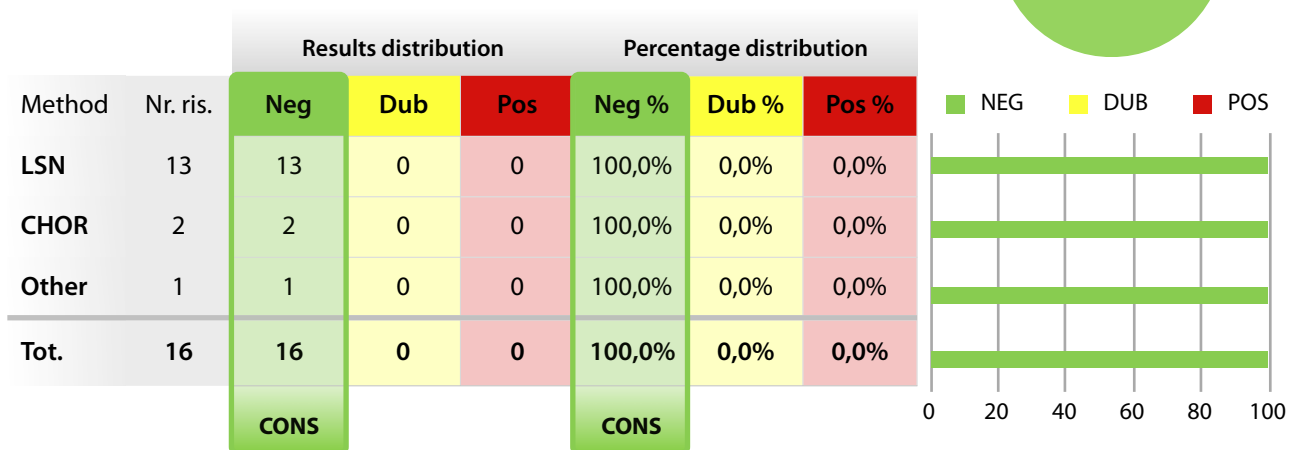 Results distribution Percentage distribution
Method Nr. ris. Neg Dub Pos Neg % Dub % Pos %
NEG DUB POS
LSN 13 13 0 0 100,0% 0,0% 0,0%
CHOR 2 2 0 0 100,0% 0,0% 0,0%
Other 1 1 0 0 100,0% 0,0% 0,0%
Tot. 16 16 0 0 100,0% 0,0% 0,0%
CONS CONS
0 20 40 60 80 100